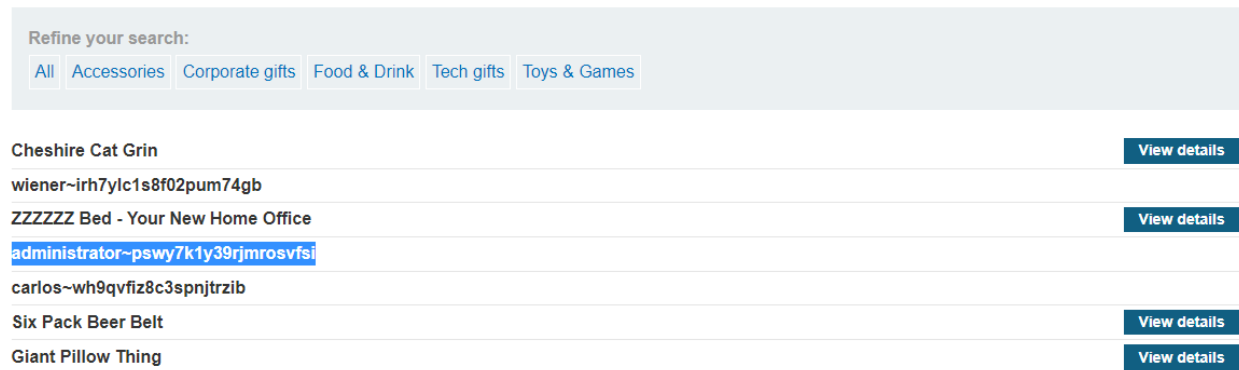 Refine your search:
All Accessories Corporate gifts Food & Drink Tech gifts Toys & Games
Cheshire Cat Grin View details
wiener~irh7ylc1s8f02pum74gb
ZZZZZZ Bed - Your New Home Office View details
administrator~pswy7k1y39rjmrosvfsi
carlos~wh9qvfiz8c3spnjtrzib
Six Pack Beer Belt View details
Giant Pillow Thing View details